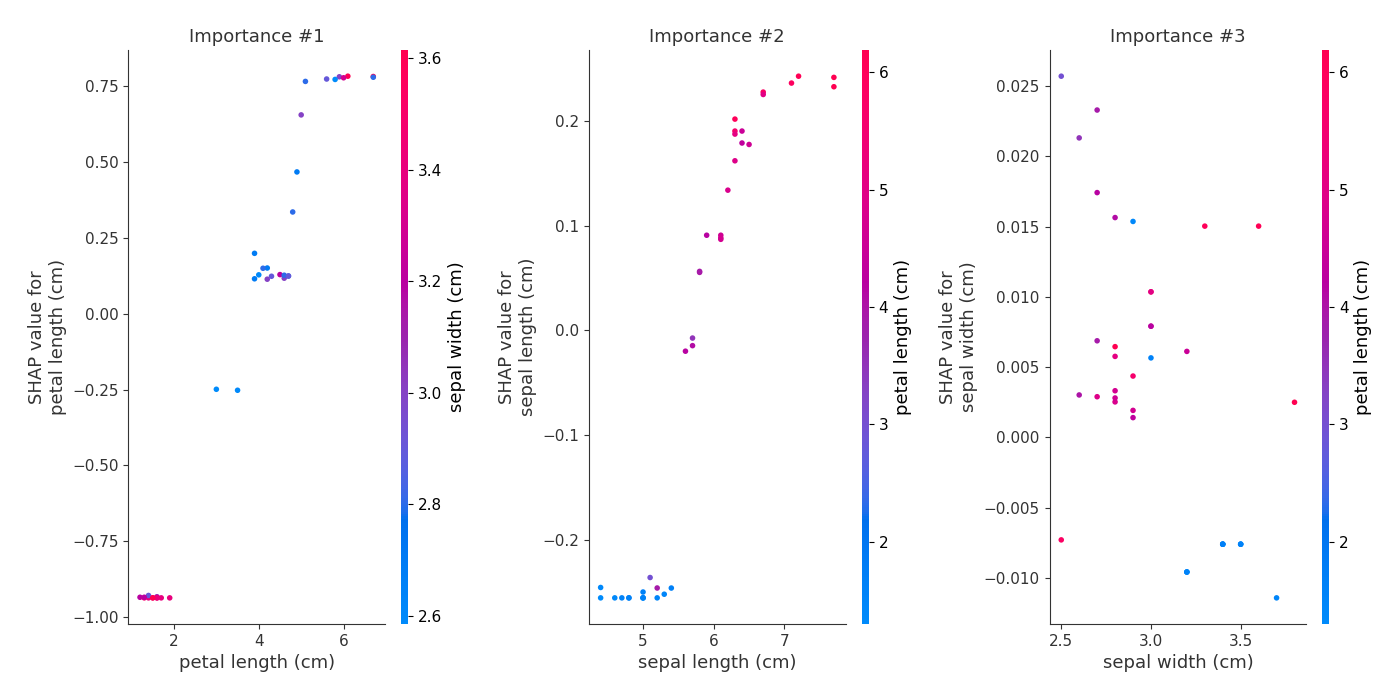 Importance #1
SHAP value for
petal length (cm)
0.75
0.50
0.25
0.00
−0.25
−0.50
−0.75
−1.00
2 4 6
petal length (cm)
3.6
3.4
3.2
3.0
2.8
2.6
sepal width (cm)
Importance #2
SHAP value for
sepal length (cm)
0.2
0.1
0.0
−0.1
−0.2
5 6 7
sepal length (cm)
6
5
4
3
2
petal length (cm)
Importance #3
SHAP value for
sepal width (cm)
0.025
0.020
0.015
0.010
0.005
0.000
−0.005
−0.010
2.5 3.0 3.5
sepal width (cm)
6
5
4
3
2
petal length (cm)